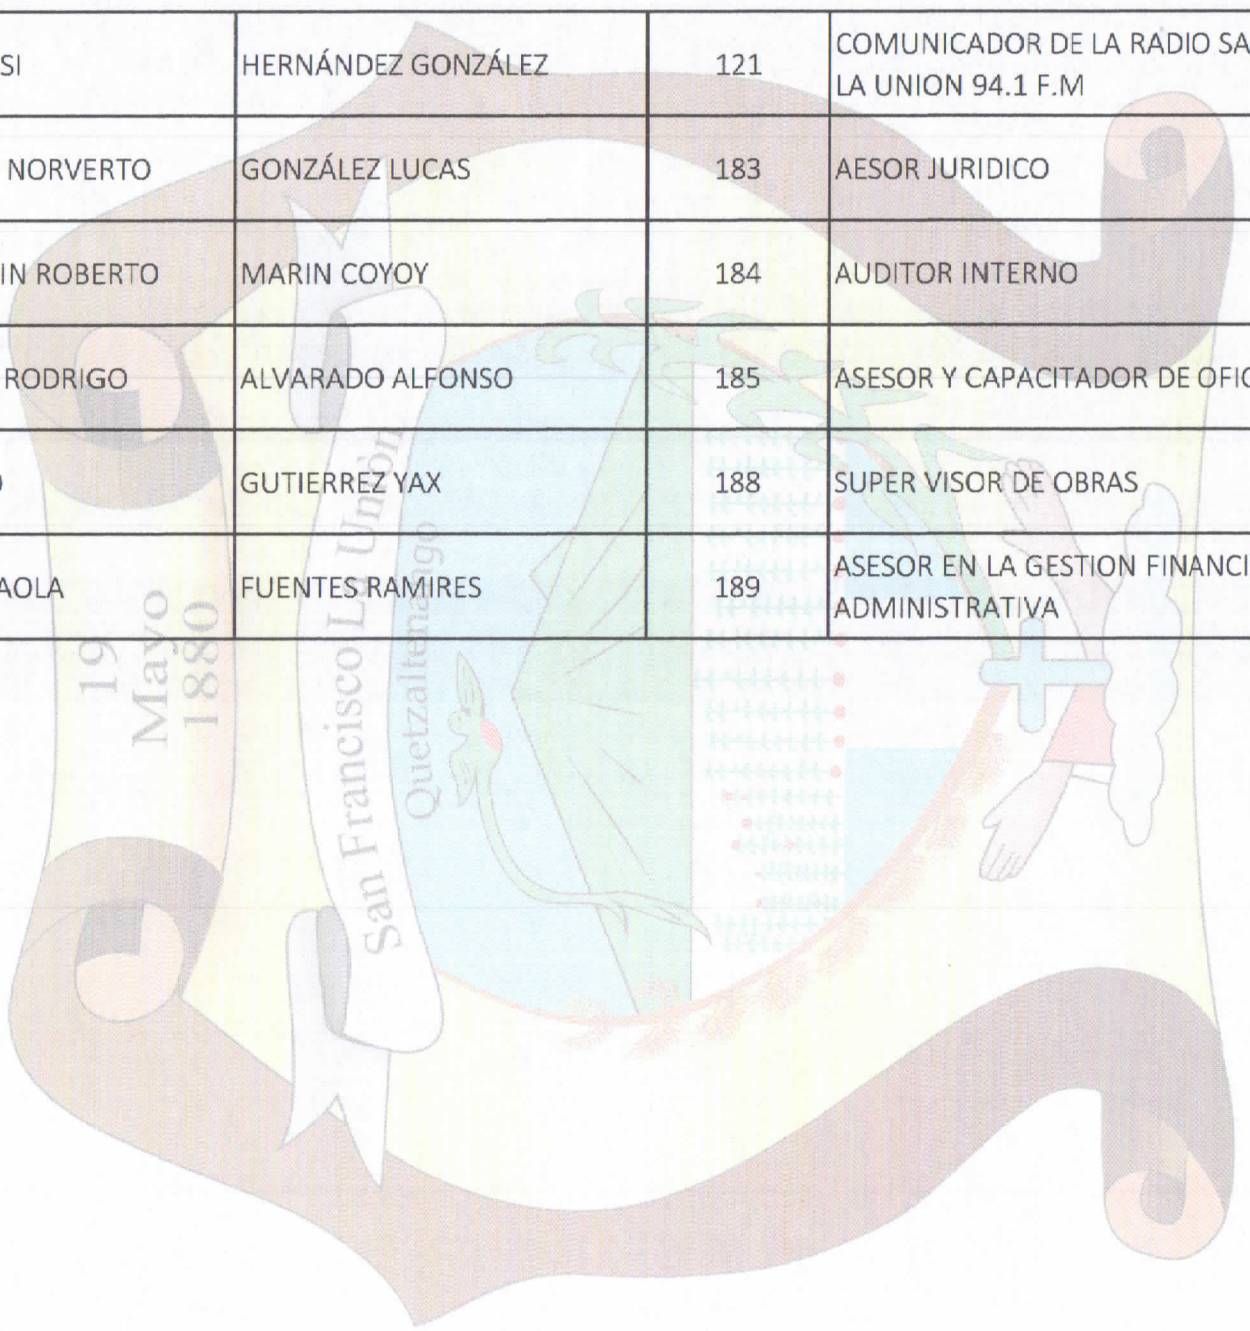 SI HERNÁNDEZ GONZÁLEZ 121 COMUNICADOR DE LA RADIO SA
LA UNION 94.1 F.M
NORVERTO GONZÁLEZ LUCAS 183 AESOR JURIDICO
IN ROBERTO MARIN COYOY 184 AUDITOR INTERNO
RODRIGO ALVARADO ALFONSO 185 ASESOR Y CAPACITADOR DE OFIC
O GUTIERREZ YAX 188 SUPER VISOR DE OBRAS
AOLA FUENTES RAMIRES 189 ASESOR EN LA GESTION FINANCI
ADMINISTRATIVA
19
Mayo
1880
San Francisco La Unión
Quetzaltenango